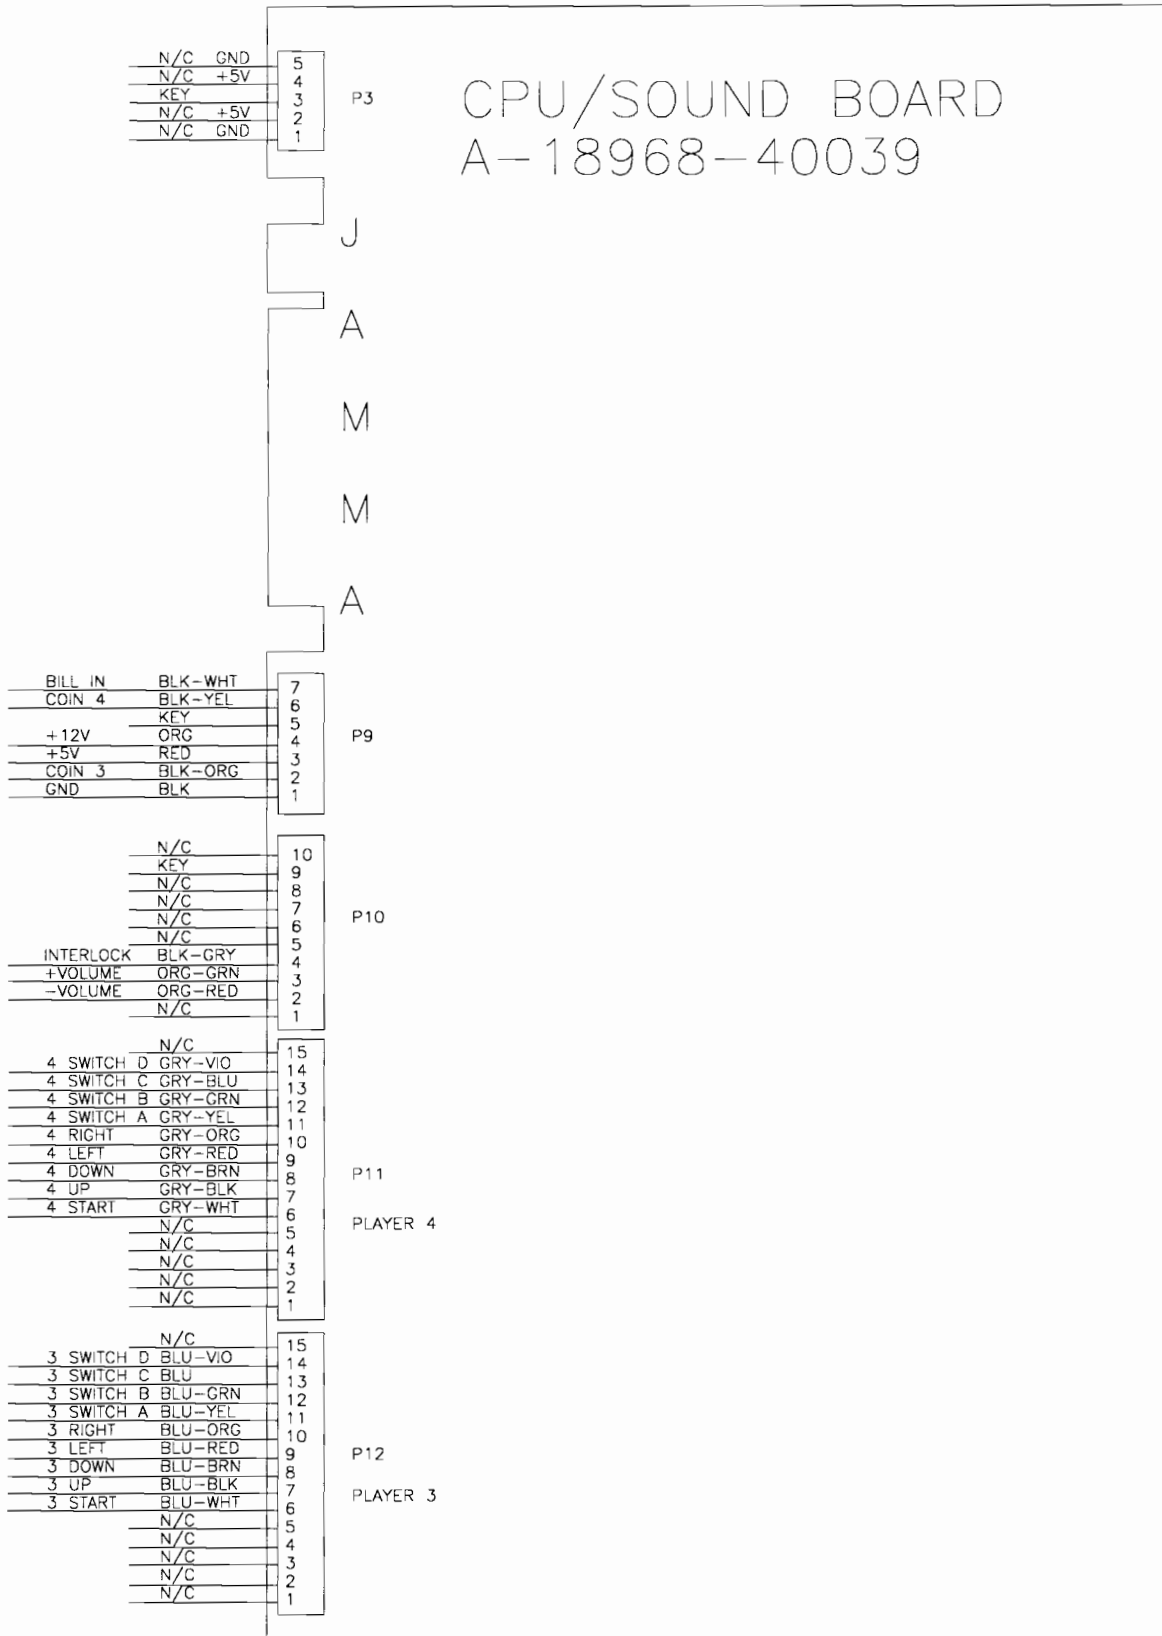 CPU/SOUND BOARD
A-18968-40039
N/C GND 5
N/C +5V 4
KEY 3
N/C +5V 2
N/C GND 1
P3
J
A
M
M
A
BILL IN BLK-WHT 7
COIN 4 BLK-YEL 6
KEY 5
+12V ORG 4
+5V RED 3
COIN 3 BLK-ORG 2
GND BLK 1
P9
N/C 10
KEY 9
N/C 8
N/C 7
N/C 6
N/C 5
INTERLOCK BLK-GRY 4
+VOLUME ORG-GRN 3
-VOLUME ORG-RED 2
N/C 1
P10
N/C 15
4 SWITCH D GRY-VIO 14
4 SWITCH C GRY-BLU 13
4 SWITCH B GRY-GRN 12
4 SWITCH A GRY-YEL 11
4 RIGHT GRY-ORG 10
4 LEFT GRY-RED 9
4 DOWN GRY-BRN 8
4 UP GRY-BLK 7
4 START GRY-WHT 6
N/C 5
N/C 4
N/C 3
N/C 2
N/C 1
P11
PLAYER 4
N/C 15
3 SWITCH D BLU-VIO 14
3 SWITCH C BLU 13
3 SWITCH B BLU-GRN 12
3 SWITCH A BLU-YEL 11
3 RIGHT BLU-ORG 10
3 LEFT BLU-RED 9
3 DOWN BLU-BRN 8
3 UP BLU-BLK 7
3 START BLU-WHT 6
N/C 5
N/C 4
N/C 3
N/C 2
N/C 1
P12
PLAYER 3